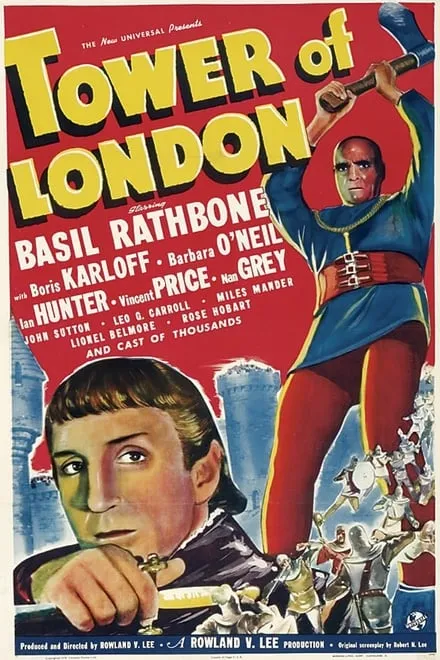 THE New UNIVERSAL Presents
TOWER of
LONDON
Starring
BASIL RATHBONE
with Boris KARLOFF • Barbara O'NEIL
Ian HUNTER • Vincent PRICE • Nan GREY
JOHN SUTTON • LEO G. CARROLL • MILES MANDER
LIONEL BELMORE • ROSE HOBART
AND CAST OF THOUSANDS
Produced and Directed by ROWLAND V. LEE • A ROWLAND V. LEE PRODUCTION • Original screenplay by Robert N. Lee